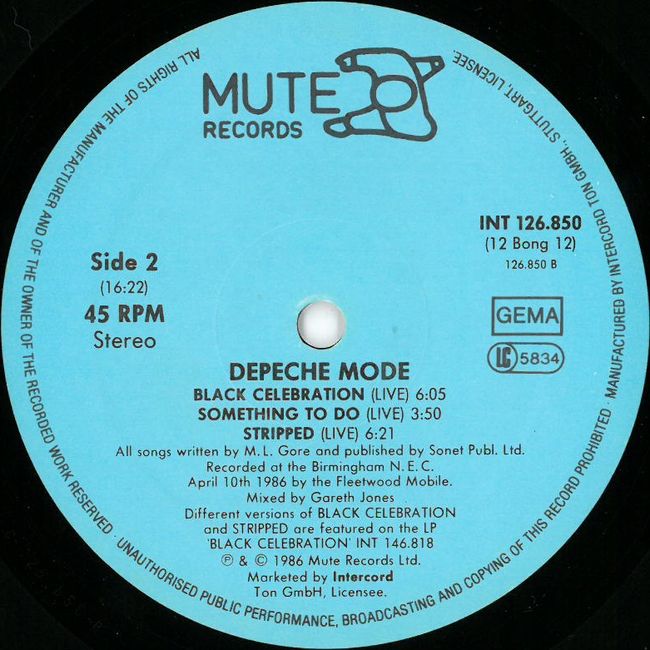 MUTE
RECORDS
INT 126.850
(12 Bong 12)
126.850 B
Side 2
(16:22)
45 RPM
Stereo
GEMA
LC 5834
DEPECHE MODE
BLACK CELEBRATION (LIVE) 6:05
SOMETHING TO DO (LIVE) 3:50
STRIPPED (LIVE) 6:21
All songs written by M. L. Gore and published by Sonet Publ. Ltd.
Recorded at the Birmingham N. E. C.
April 10th 1986 by the Fleetwood Mobile.
Mixed by Gareth Jones
Different versions of BLACK CELEBRATION
and STRIPPED are featured on the LP
'BLACK CELEBRATION' INT 146.818
℗ & © 1986 Mute Records Ltd.
Marketed by Intercord
Ton GmbH, Licensee.
ALL RIGHTS OF THE MANUFACTURER AND OF THE OWNER OF THE RECORDED WORK RESERVED · UNAUTHORISED PUBLIC PERFORMANCE, BROADCASTING AND COPYING OF THIS RECORD PROHIBITED · MANUFACTURED BY INTERCORD TON GMBH, STUTTGART, LICENSEE.